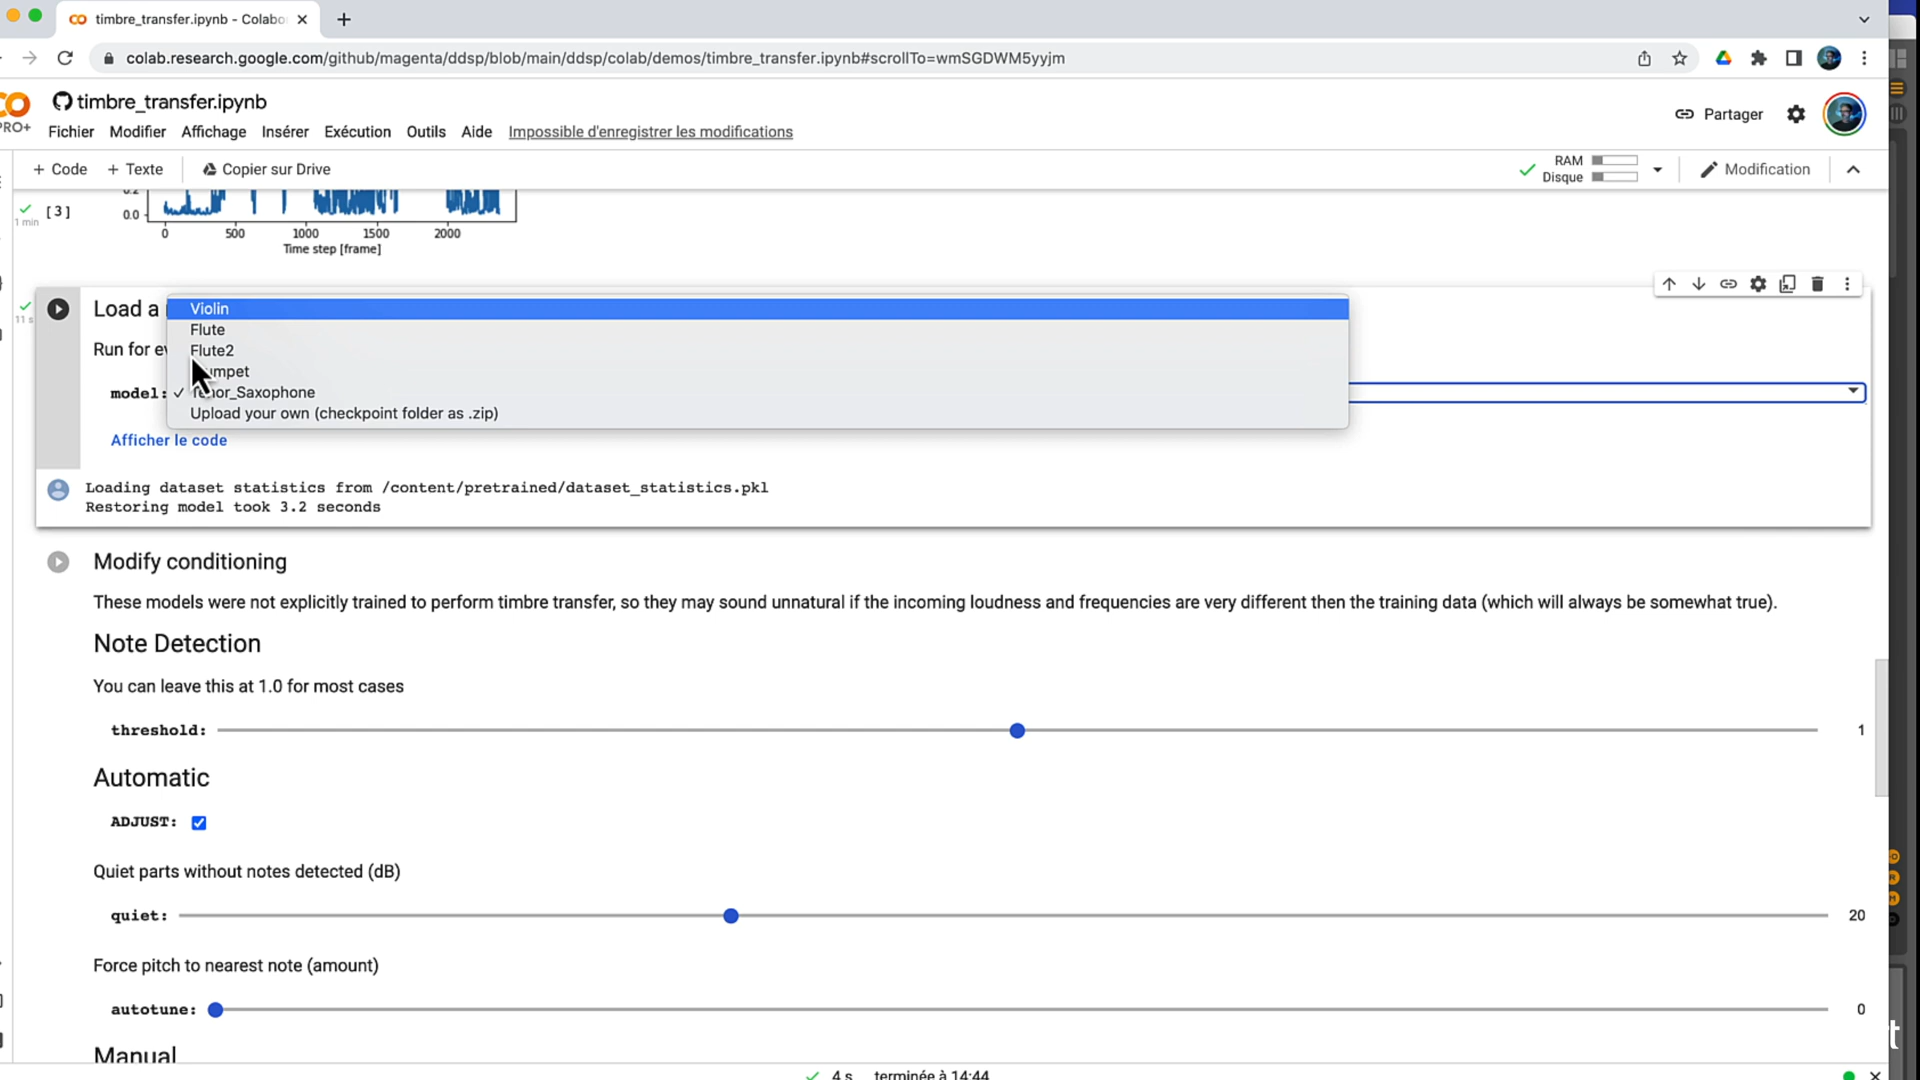 timbre_transfer.ipynb - Colabo
colab.research.google.com/github/magenta/ddsp/blob/main/ddsp/colab/demos/timbre_transfer.ipynb#scrollTo=wmSGDWM5yyjm
CO
PRO+
timbre_transfer.ipynb
Partager
Fichier Modifier Affichage Insérer Exécution Outils Aide Impossible d'enregistrer les modifications
+ Code + Texte Copier sur Drive
RAM
Disque
Modification
0.2
0.0
[3]
1 min
0 500 1000 1500 2000
Time step [frame]
11 s
Load a
Violin
Flute
Run for ev
Flute2
umpet
model: ✓ Tenor_Saxophone
Upload your own (checkpoint folder as .zip)
Afficher le code
Loading dataset statistics from /content/pretrained/dataset_statistics.pkl
Restoring model took 3.2 seconds
Modify conditioning
These models were not explicitly trained to perform timbre transfer, so they may sound unnatural if the incoming loudness and frequencies are very different then the training data (which will always be somewhat true).
Note Detection
You can leave this at 1.0 for most cases
threshold: 1
Automatic
ADJUST:
Quiet parts without notes detected (dB)
quiet: 20
Force pitch to nearest note (amount)
autotune: 0
Manual
4 s terminée à 14:44